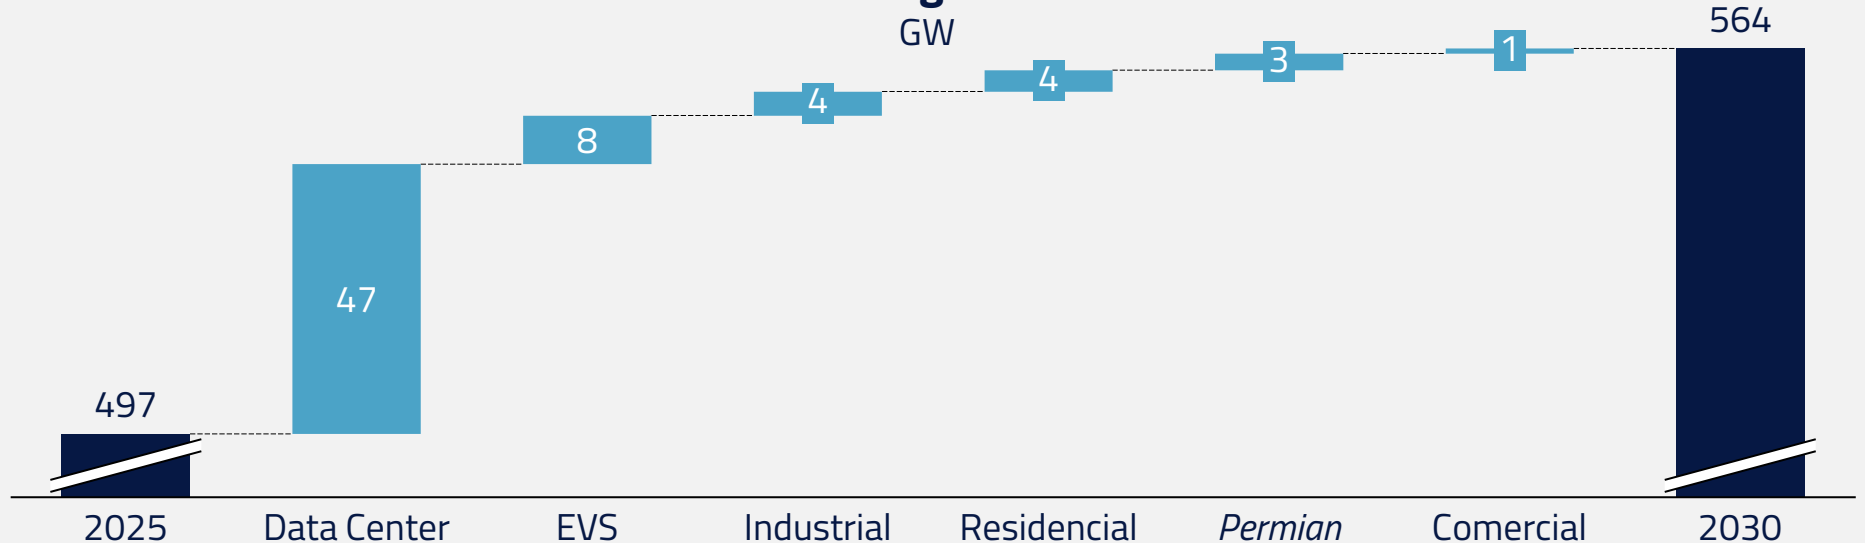 GW
497
47
8
4
4
3
1
564
2025
Data Center
EVS
Industrial
Residencial
Permian
Comercial
2030